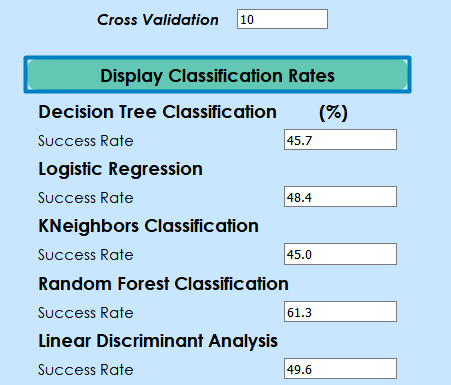 Cross Validation 10
Display Classification Rates
Decision Tree Classification (%)
Success Rate 45.7
Logistic Regression
Success Rate 48.4
KNeighbors Classification
Success Rate 45.0
Random Forest Classification
Success Rate 61.3
Linear Discriminant Analysis
Success Rate 49.6